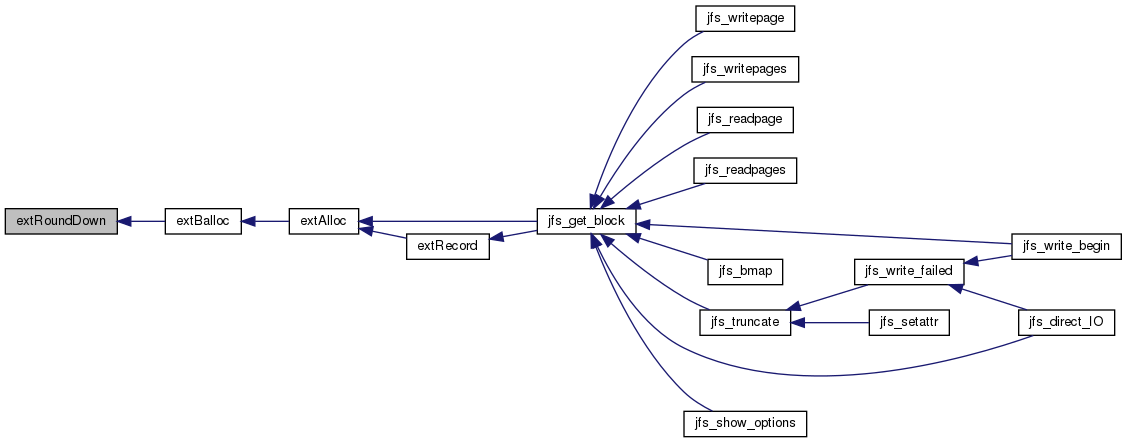 jfs_writepage
jfs_writepages
jfs_readpage
jfs_readpages
extRoundDown
extBalloc
extAlloc
jfs_get_block
extRecord
jfs_write_begin
jfs_bmap
jfs_write_failed
jfs_truncate
jfs_setattr
jfs_direct_IO
jfs_show_options